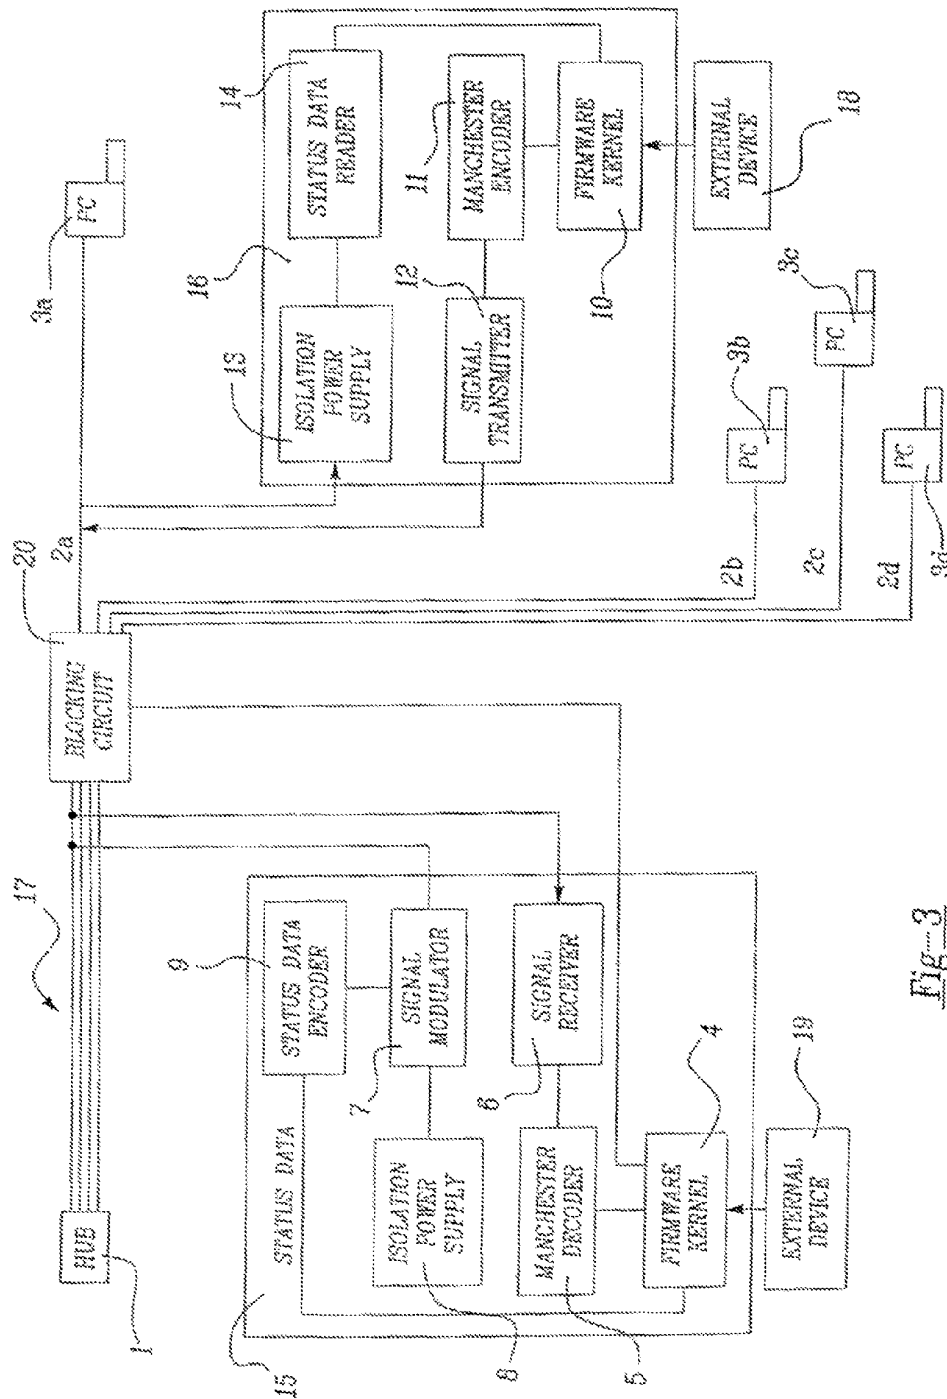 17
HUB
1
BLOCKING
CIRCUIT
20
2a
3a
PC
15
STATUS DATA
9
STATUS DATA
ENCODER
7
SIGNAL
MODULATOR
ISOLATION
POWER
SUPPLY
8
6
SIGNAL
RECEIVER
MANCHESTER
DECODER
5
4
FIRMWARE
KERNEL
19
EXTERNAL
DEVICE
16
14
STATUS DATA
READER
1S
ISOLATION
POWER
SUPPLY
11
MANCHESTER
ENCODER
12
SIGNAL
TRANSMITTER
10
FIRMWARE
KERNEL
EXTERNAL
DEVICE
18
2b
3b
PC
2c
3c
PC
2d
3d
PC
Fig-3